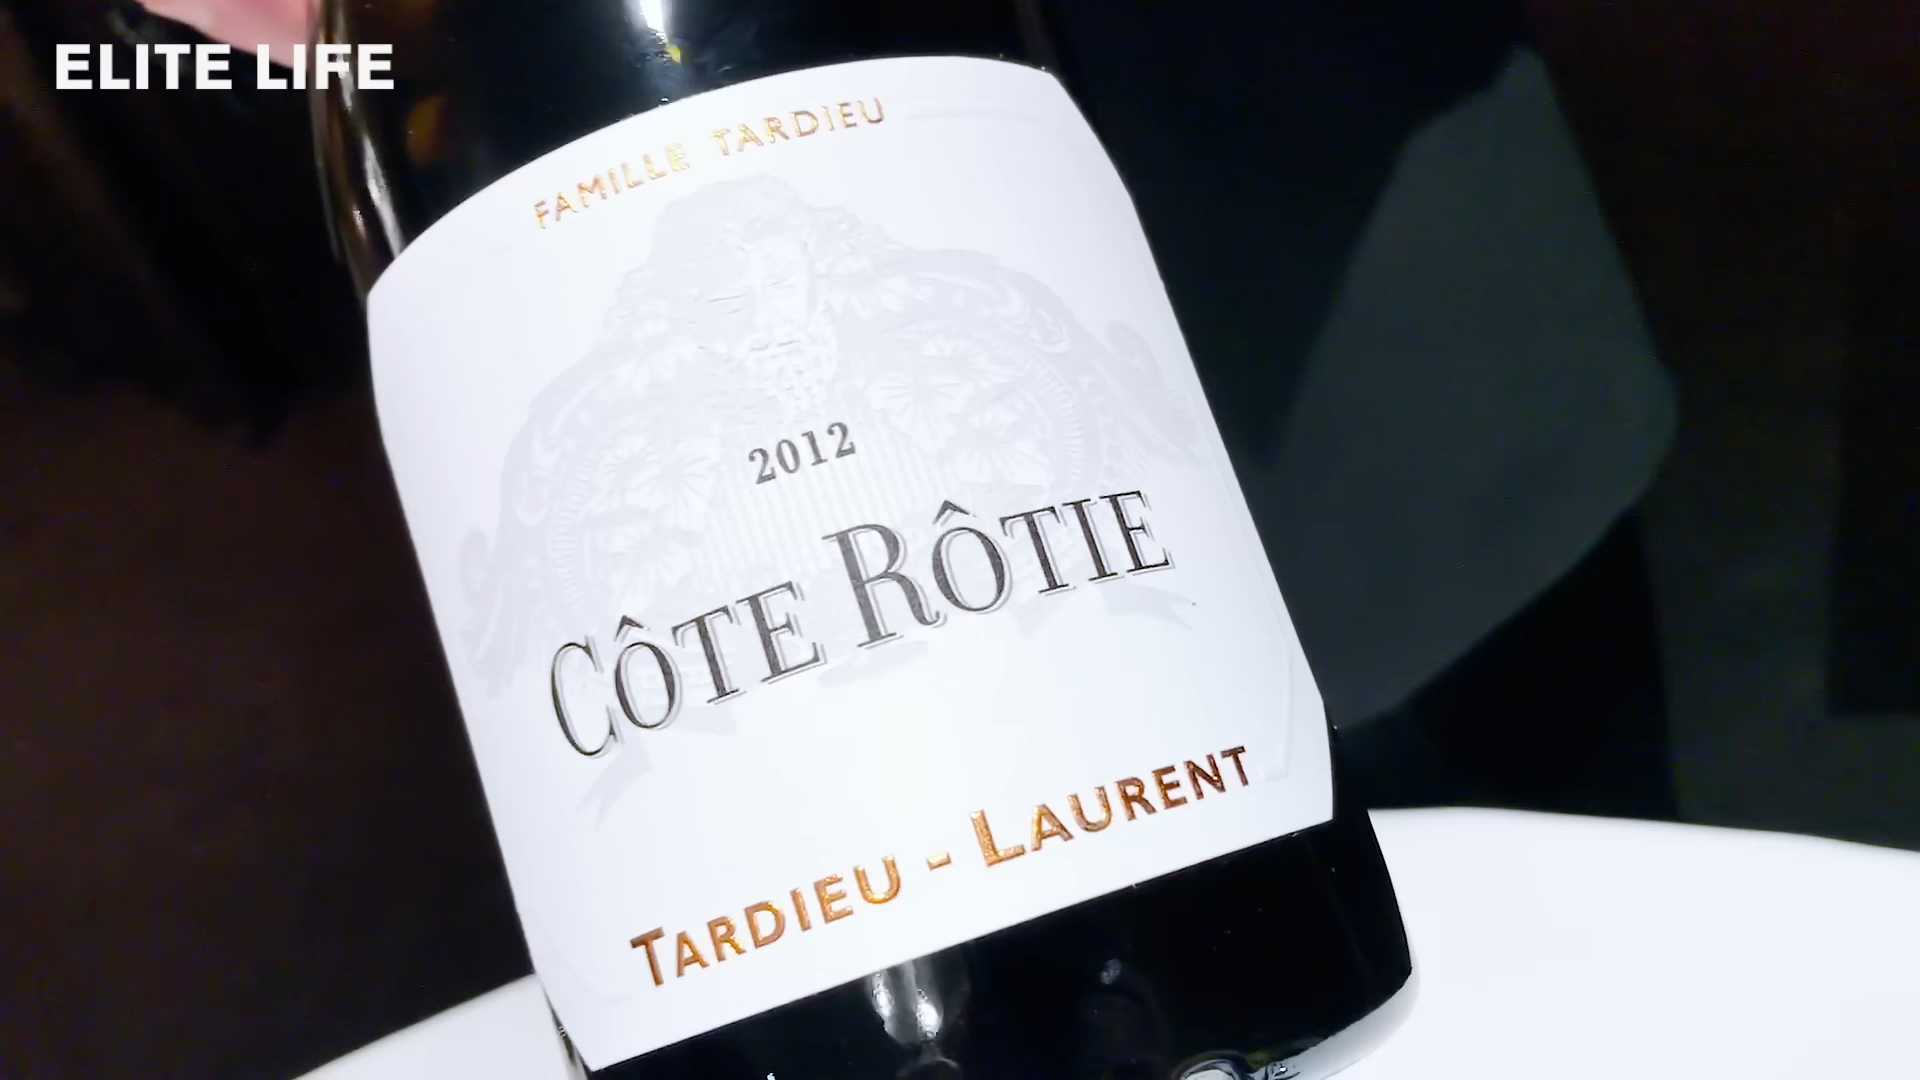 ELITE LIFE
FAMILLE TARDIEU
2012
CÔTE RÔTIE
TARDIEU - LAURENT